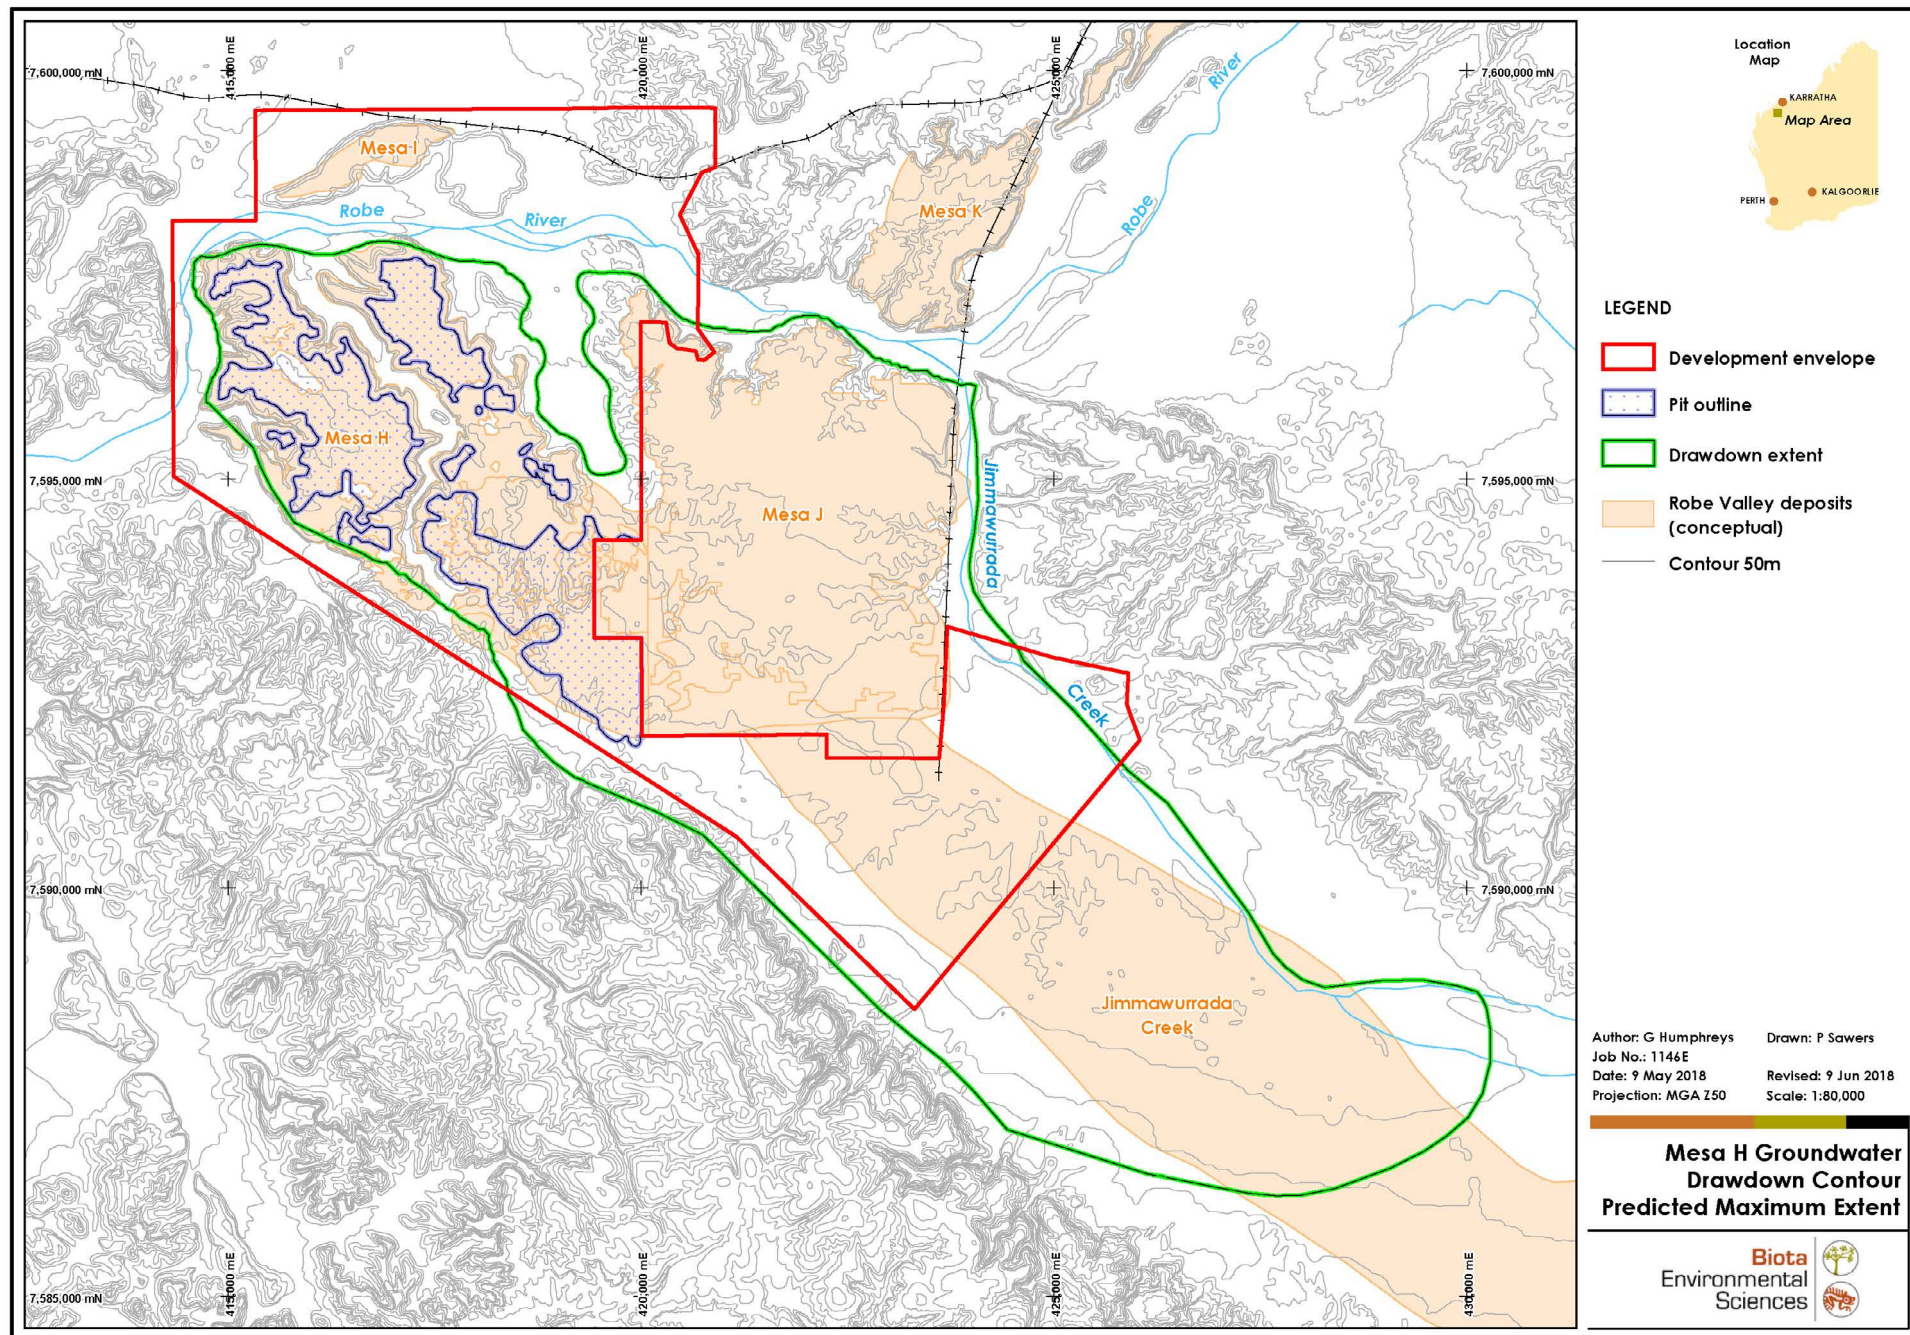 415,000 mE
420,000 mE
425,000 mE
7,600,000 mN
7,600,000 mN
Mesa I
Robe
River
Mesa K
Robe
River
Mesa H
7,595,000 mN
7,595,000 mN
Mesa J
Jimmawurrada
Creek
7,590,000 mN
7,590,000 mN
Jimmawurrada
Creek
7,585,000 mN
415,000 mE
420,000 mE
425,000 mE
430,000 mE
Location
Map
KARRATHA
Map Area
KALGOORLIE
PERTH
LEGEND
Development envelope
Pit outline
Drawdown extent
Robe Valley deposits
(conceptual)
Contour 50m
Author: G Humphreys Drawn: P Sawers
Job No.: 1146E
Date: 9 May 2018 Revised: 9 Jun 2018
Projection: MGA Z50 Scale: 1:80,000
Mesa H Groundwater
Drawdown Contour
Predicted Maximum Extent
Biota
Environmental
Sciences